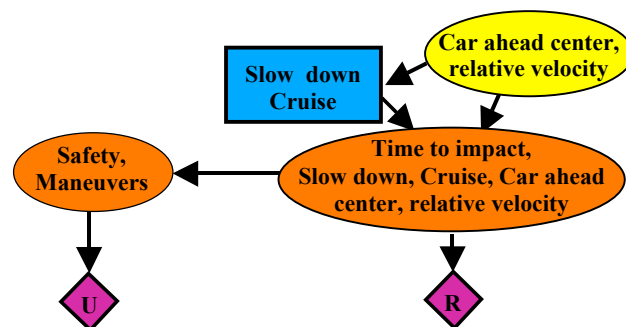 Car ahead center,
relative velocity
Slow down
Cruise
Safety,
Maneuvers
Time to impact,
Slow down, Cruise, Car ahead
center, relative velocity
U
R